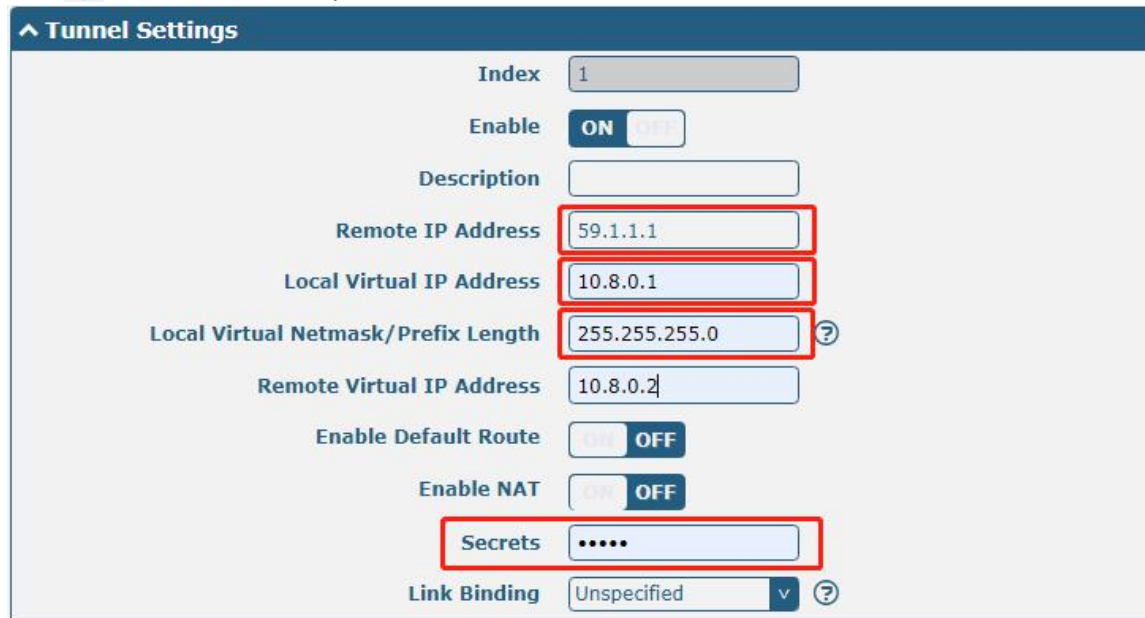 Tunnel Settings
Index 1
Enable ON OFF
Description
Remote IP Address 59.1.1.1
Local Virtual IP Address 10.8.0.1
Local Virtual Netmask/Prefix Length 255.255.255.0 ?
Remote Virtual IP Address 10.8.0.2
Enable Default Route ON OFF
Enable NAT ON OFF
Secrets •••••
Link Binding Unspecified v ?